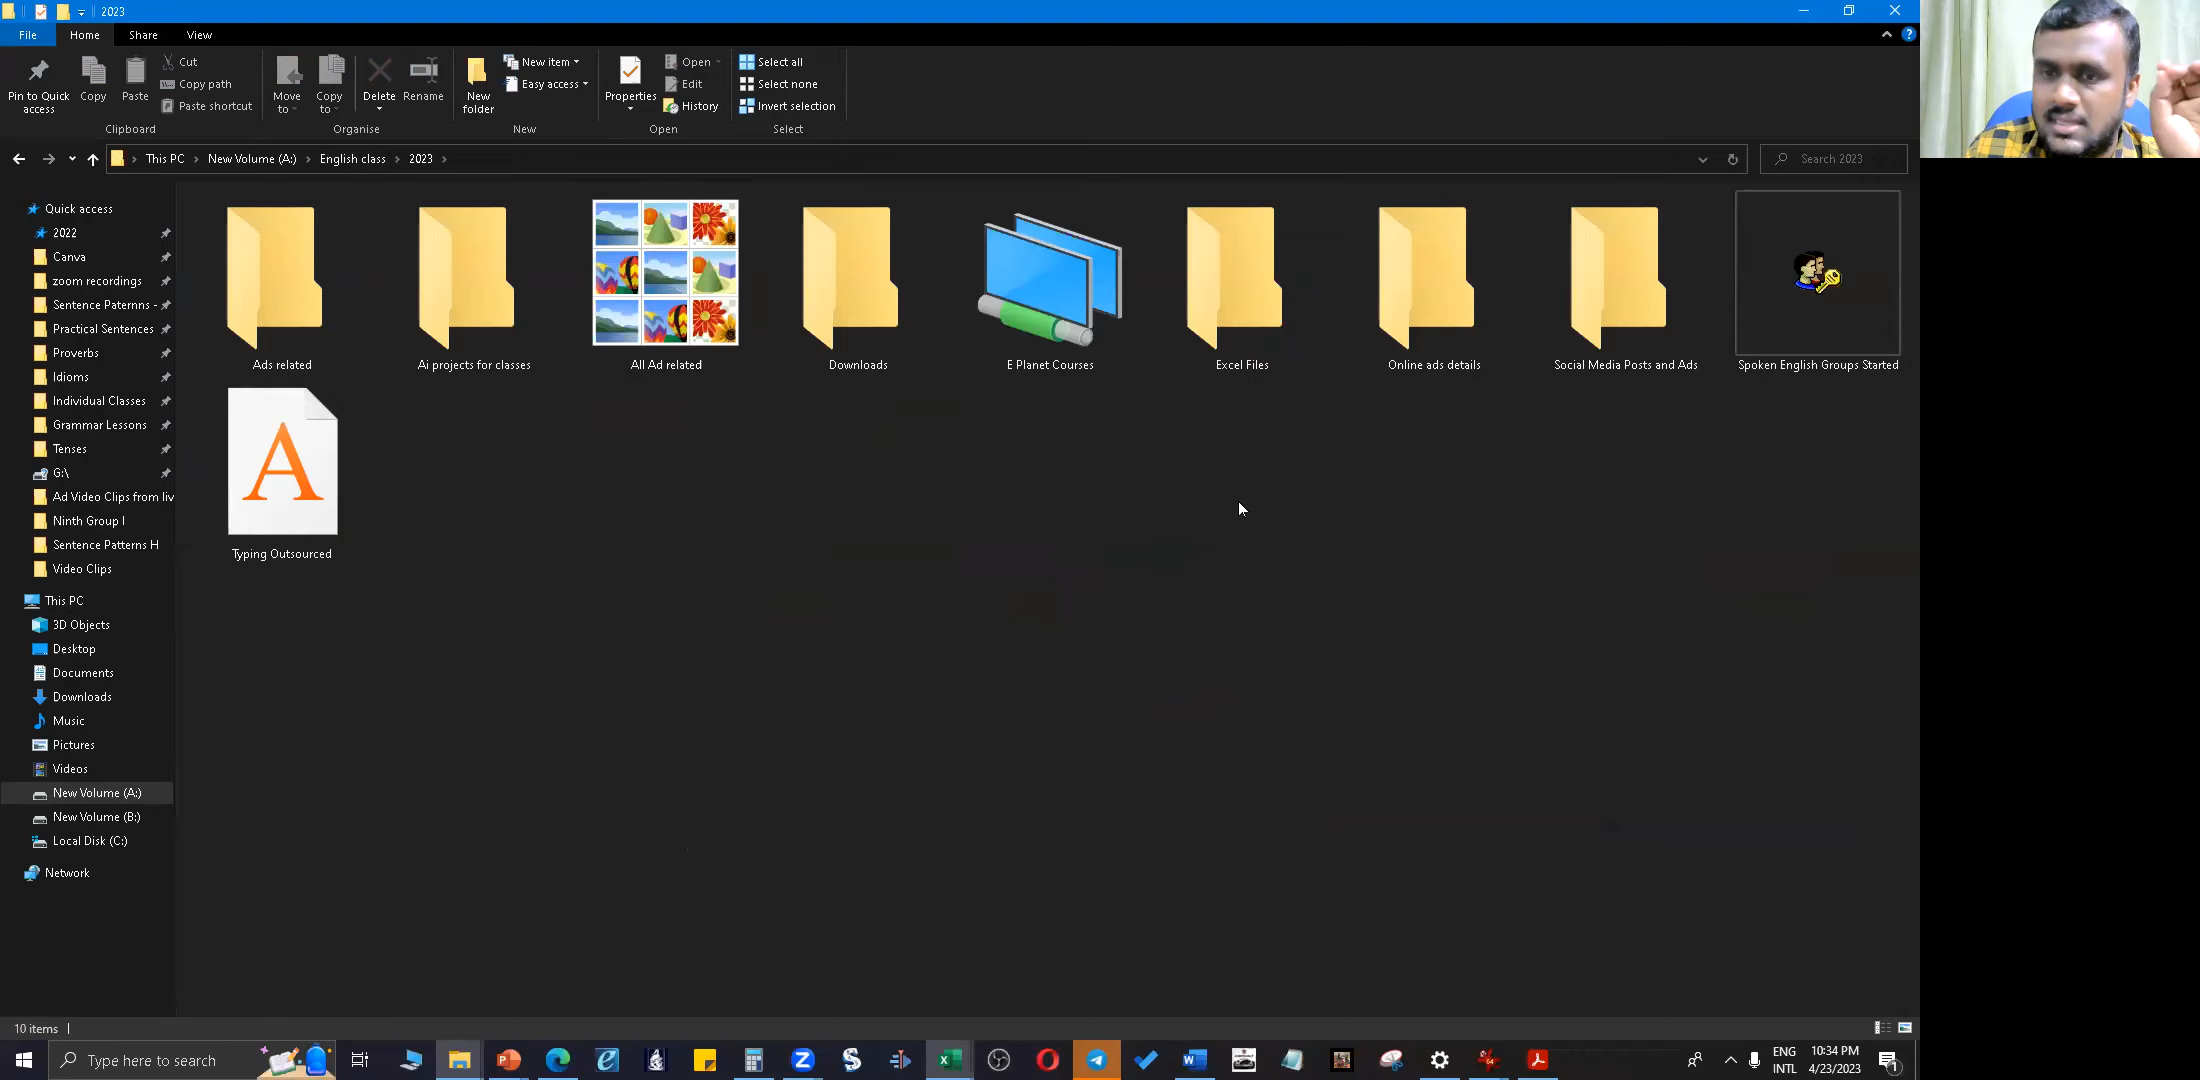 2023
File Home Share View
Pin to Quick access
Copy
Paste
Cut
Copy path
Paste shortcut
Clipboard
Move to
Copy to
Delete
Rename
Organise
New folder
New item
Easy access
New
Properties
Open
Edit
History
Open
Select all
Select none
Invert selection
Select
This PC > New Volume (A:) > English class > 2023 >
Search 2023
Quick access
2022
Canva
zoom recordings
Sentence Paternns -
Practical Sentences
Proverbs
Idioms
Individual Classes
Grammar Lessons
Tenses
G:\
Ad Video Clips from liv
Ninth Group I
Sentence Patterns H
Video Clips
This PC
3D Objects
Desktop
Documents
Downloads
Music
Pictures
Videos
New Volume (A:)
New Volume (B:)
Local Disk (C:)
Network
Ads related
Ai projects for classes
All Ad related
Downloads
E Planet Courses
Excel Files
Online ads details
Social Media Posts and Ads
Spoken English Groups Started
A
Typing Outsourced
10 items
Type here to search
ENG
INTL
10:34 PM
4/23/2023